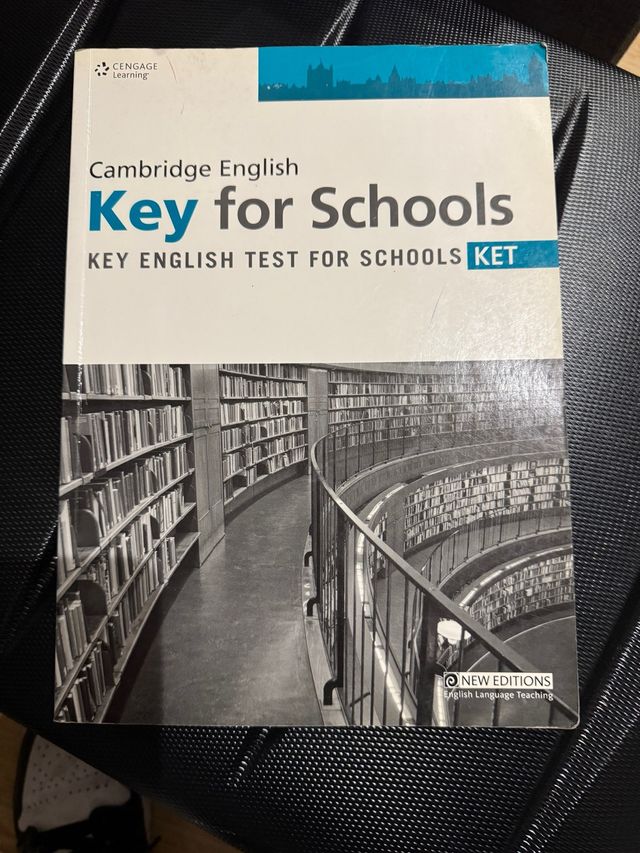 CENGAGE
Learning®
Cambridge English
Key for Schools
KEY ENGLISH TEST FOR SCHOOLS KET
NEW EDITIONS
English Language Teaching